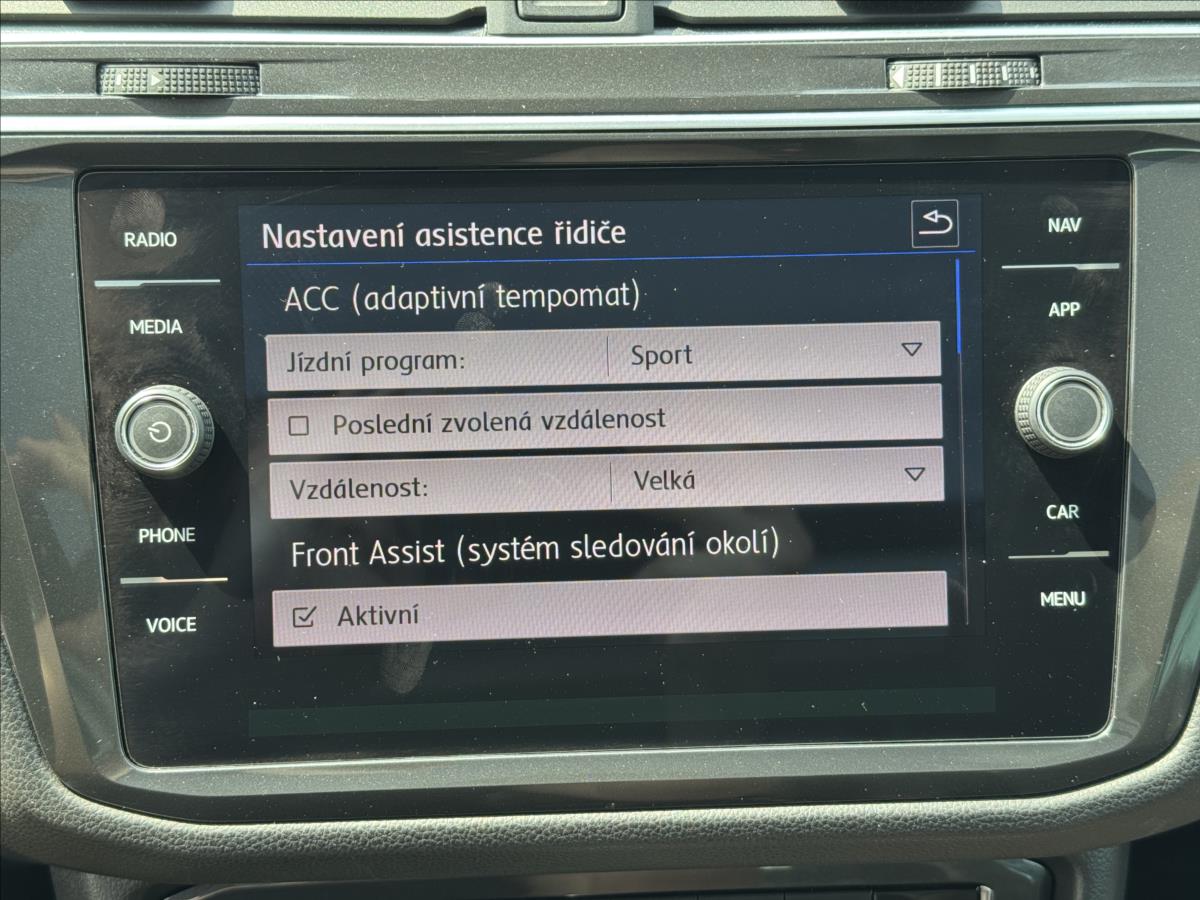 RADIO
MEDIA
PHONE
VOICE
Nastavení asistence řidiče
ACC (adaptivní tempomat)
Jízdní program: Sport
Poslední zvolená vzdálenost
Vzdálenost: Velká
Front Assist (systém sledování okolí)
Aktivní
NAV
APP
CAR
MENU